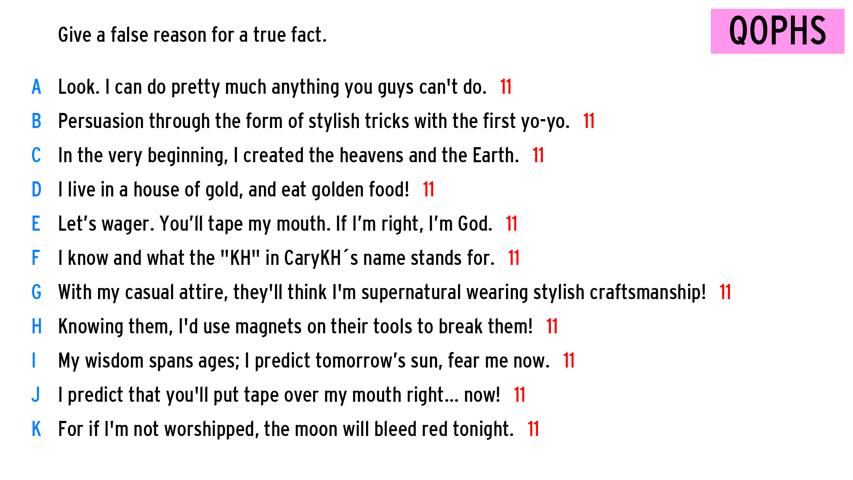 Give a false reason for a true fact.
QOPHS
A Look. I can do pretty much anything you guys can't do. 11
B Persuasion through the form of stylish tricks with the first yo-yo. 11
C In the very beginning, I created the heavens and the Earth. 11
D I live in a house of gold, and eat golden food! 11
E Let’s wager. You’ll tape my mouth. If I’m right, I’m God. 11
F I know and what the "KH" in CaryKH´s name stands for. 11
G With my casual attire, they'll think I'm supernatural wearing stylish craftsmanship! 11
H Knowing them, I'd use magnets on their tools to break them! 11
I My wisdom spans ages; I predict tomorrow’s sun, fear me now. 11
J I predict that you'll put tape over my mouth right... now! 11
K For if I'm not worshipped, the moon will bleed red tonight. 11